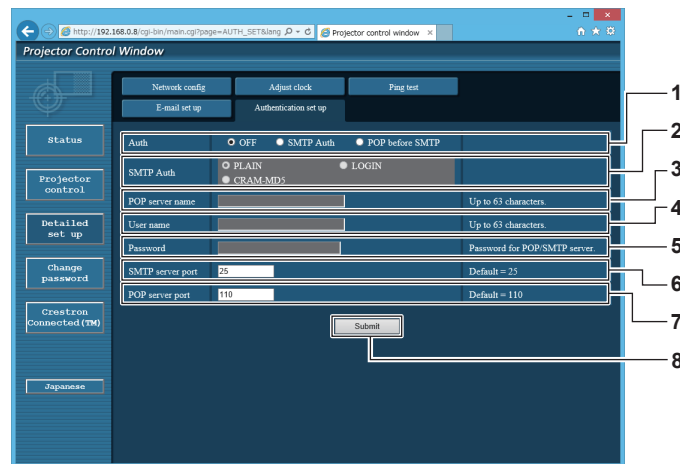 http://192.168.0.8/cgi-bin/main.cgi?page=AUTH_SET&lang
Projector control window
Projector Control Window
Network config Adjust clock Ping test
E-mail set up Authentication set up
Status
Projector control
Detailed set up
Change password
Crestron Connected(TM)
Japanese
Auth OFF SMTP Auth POP before SMTP
SMTP Auth PLAIN LOGIN
CRAM-MD5
POP server name Up to 63 characters.
User name Up to 63 characters.
Password Password for POP/SMTP server.
SMTP server port 25 Default = 25
POP server port 110 Default = 110
Submit
1
2
3
4
5
6
7
8